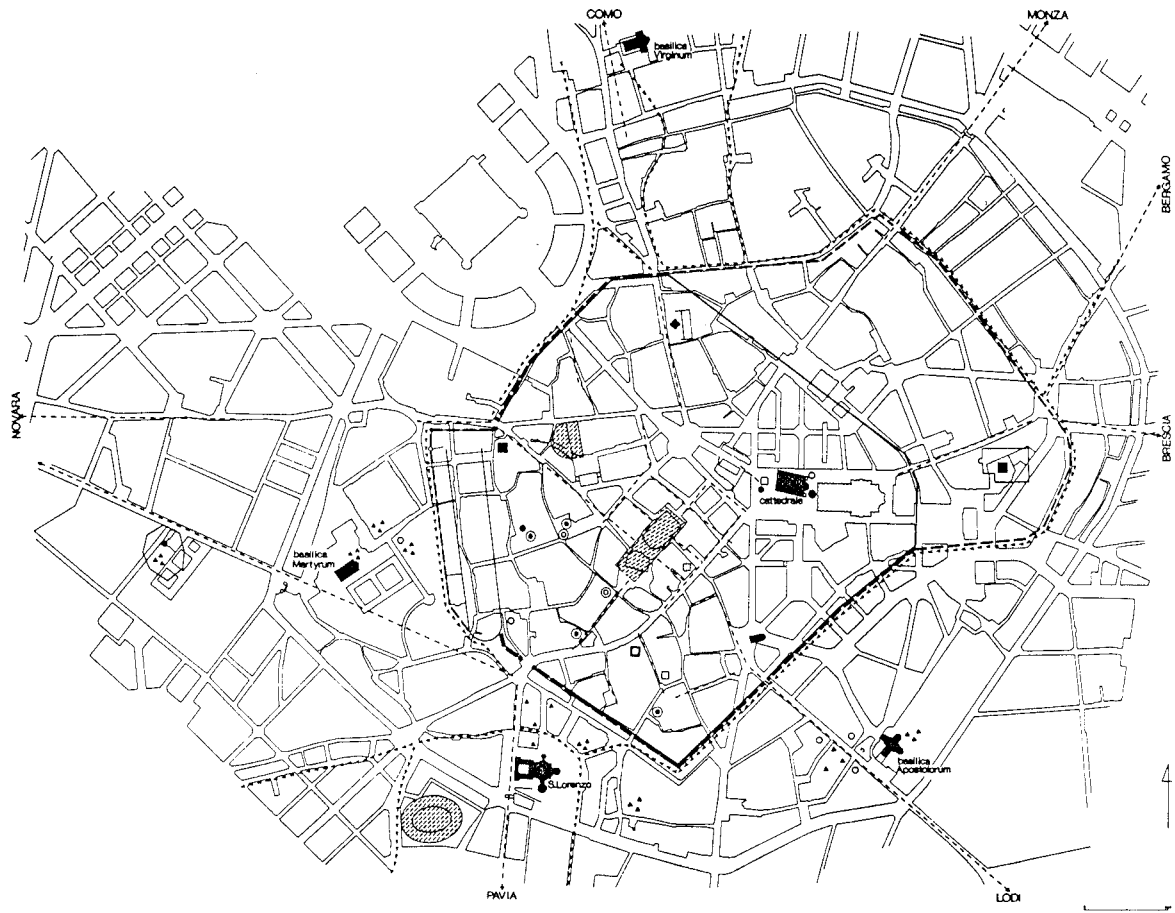 COMO
MONZA
basilica
Virginum
BERGAMO
NOVARA
BRESCIA
cattedrale
basilica
Martyrum
basilica
Apostolorum
S.Lorenzo
PAVIA
LODI